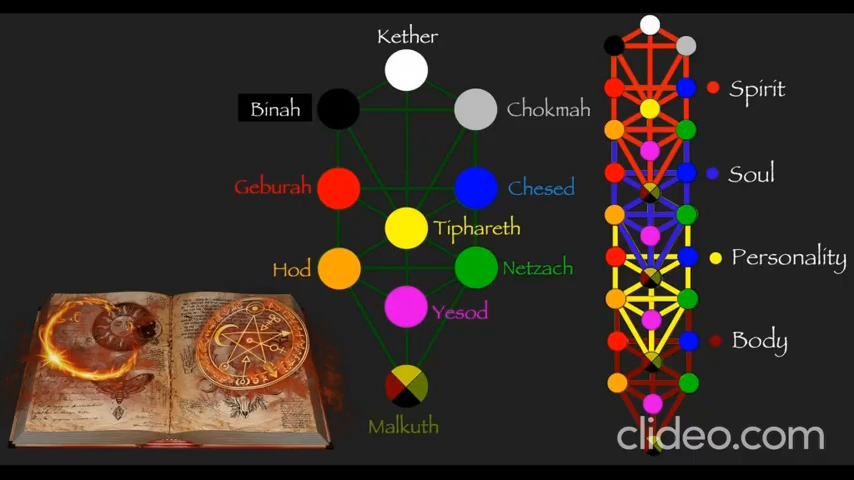 Kether
Binah
Chokmah
Geburah
Chesed
Tiphareth
Hod
Netzach
Yesod
Malkuth
Spirit
Soul
Personality
Body
clideo.com